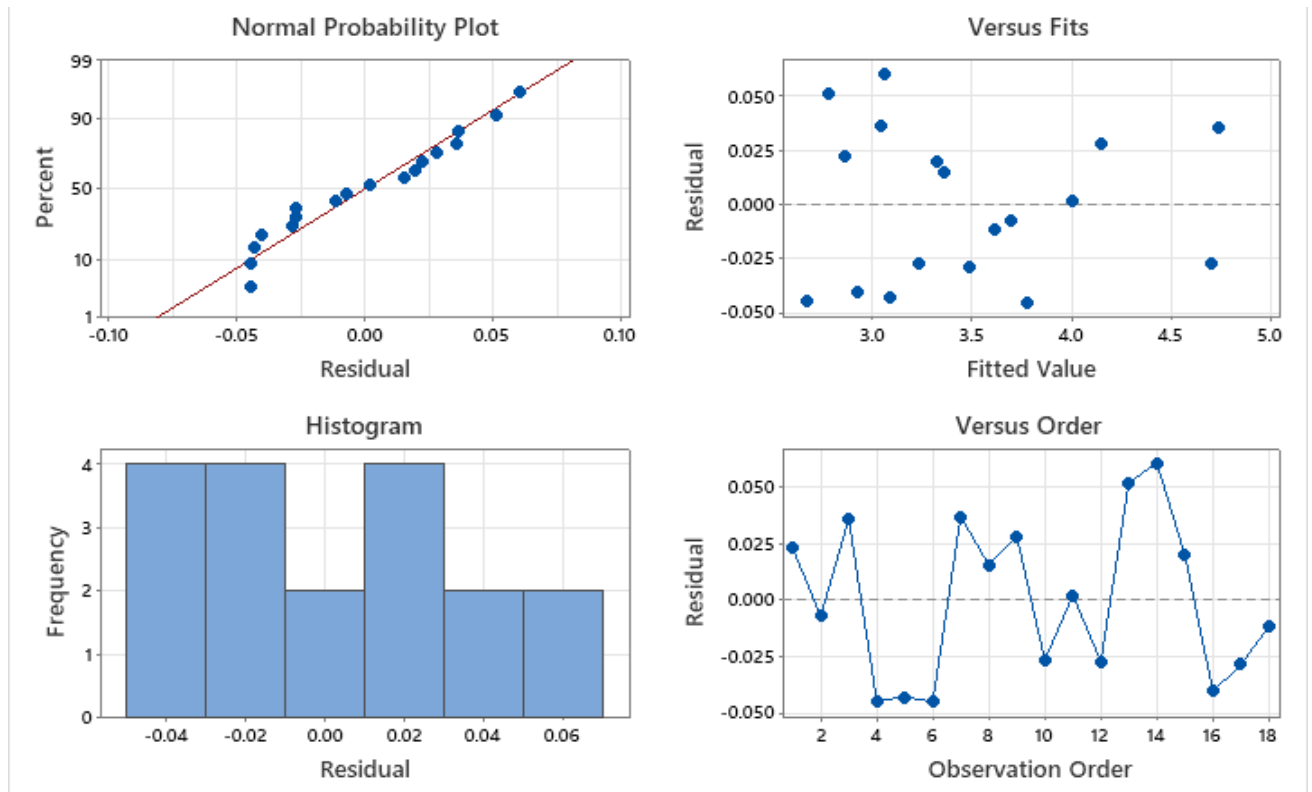 Normal Probability Plot
99
90
50
10
1
Percent
-0.10 -0.05 0.00 0.05 0.10
Residual
Versus Fits
0.050
0.025
0.000
-0.025
-0.050
Residual
3.0 3.5 4.0 4.5 5.0
Fitted Value
Histogram
4
3
2
1
0
Frequency
-0.04 -0.02 0.00 0.02 0.04 0.06
Residual
Versus Order
0.050
0.025
0.000
-0.025
-0.050
Residual
2 4 6 8 10 12 14 16 18
Observation Order